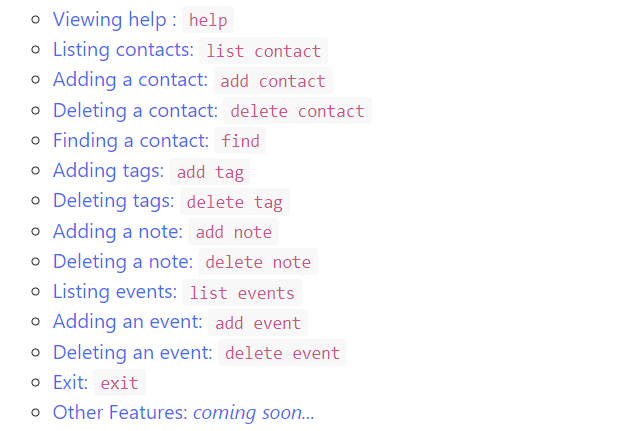 Viewing help : help
Listing contacts: list contact
Adding a contact: add contact
Deleting a contact: delete contact
Finding a contact: find
Adding tags: add tag
Deleting tags: delete tag
Adding a note: add note
Deleting a note: delete note
Listing events: list events
Adding an event: add event
Deleting an event: delete event
Exit: exit
Other Features: coming soon...